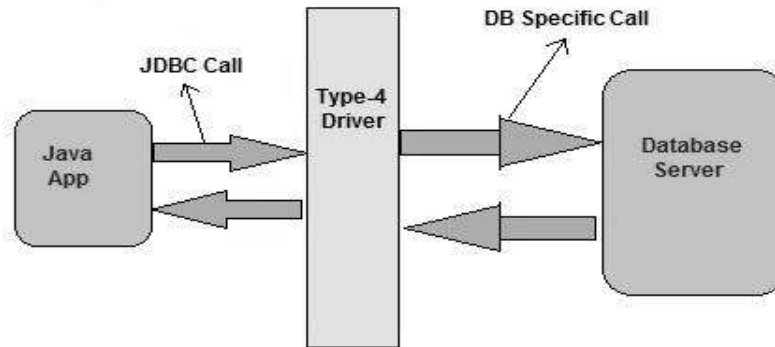 DB Specific Call
JDBC Call
Type-4
Driver
Java
App
Database
Server